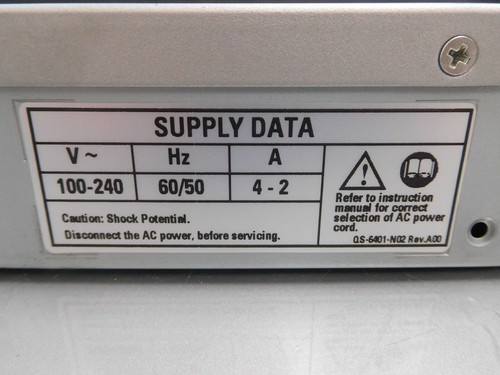 SUPPLY DATA
V ~ Hz A
100-240 60/50 4 - 2
Caution: Shock Potential.
Disconnect the AC power, before servicing.
Refer to instruction
manual for correct
selection of AC power
cord.
QS-6401-N02 Rev.A00